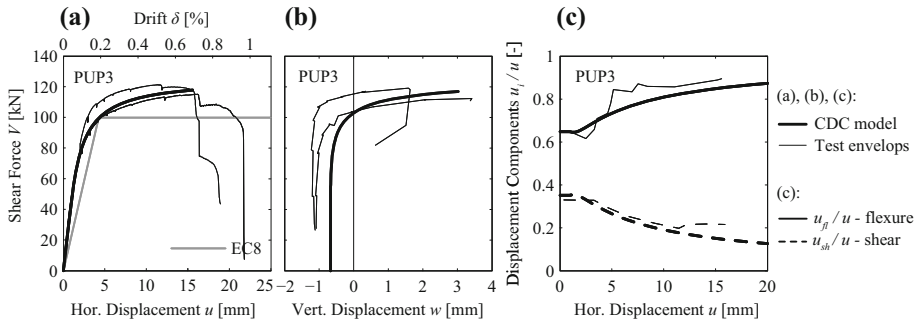 (a)
Drift δ [%]
0 0.2 0.4 0.6 0.8 1
140
120
100
80
60
40
20
0
Shear Force V [kN]
PUP3
EC8
0 5 10 15 20 25
Hor. Displacement u [mm]
(b)
PUP3
−2 −1 0 1 2 3 4
Vert. Displacement w [mm]
(c)
1
0.8
0.6
0.4
0.2
0
Displacement Components uᵢ / u [-]
PUP3
0 5 10 15 20
Hor. Displacement u [mm]
(a), (b), (c):
CDC model
Test envelops
(c):
u_fl / u - flexure
u_sh / u - shear